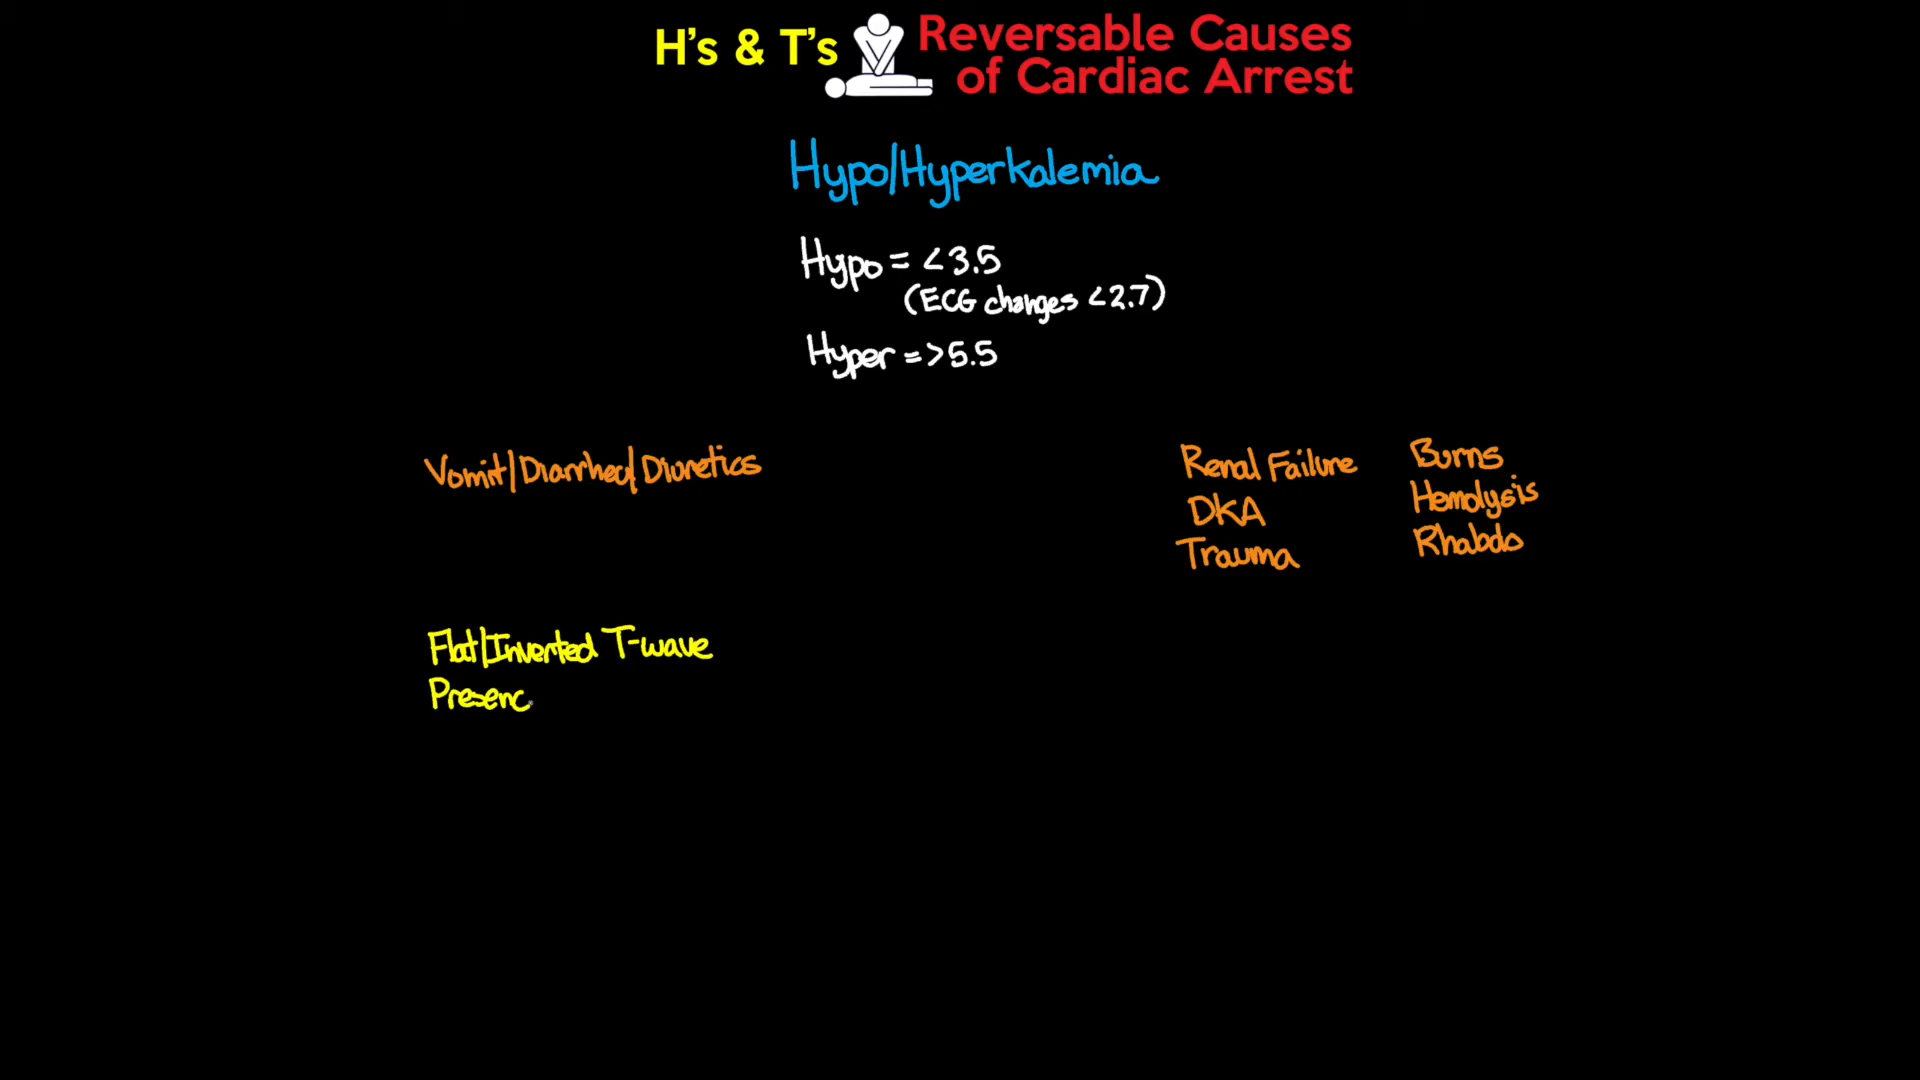 H's & T's
Reversable Causes
of Cardiac Arrest
Hypo/Hyperkalemia
Hypo = <3.5
(ECG changes <2.7)
Hyper = >5.5
Vomit/Diarrhea/Diuretics
Renal Failure
DKA
Trauma
Burns
Hemolysis
Rhabdo
Flat/Inverted T-wave
Presenc